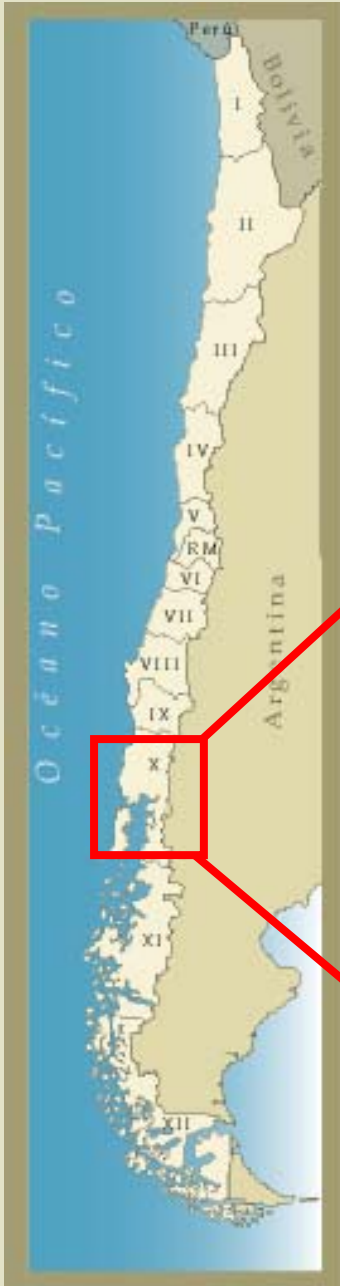 Perú
Bolivia
I
II
III
Océano Pacífico
IV
V
RM
VI
Argentina
VII
VIII
IX
X
XI
XII